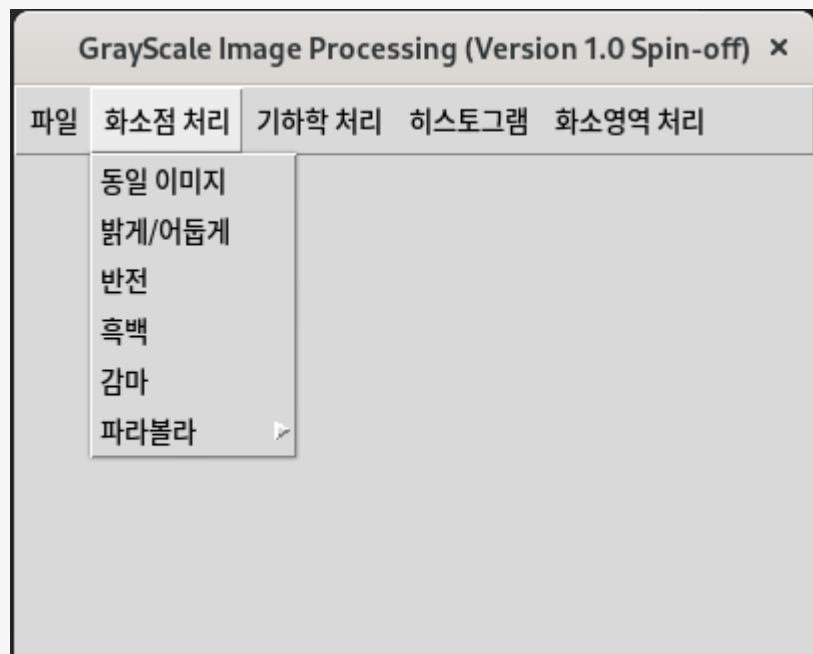 GrayScale Image Processing (Version 1.0 Spin-off) ×
파일 화소점 처리 기하학 처리 히스토그램 화소영역 처리
동일 이미지
밝게/어둡게
반전
흑백
감마
파라볼라